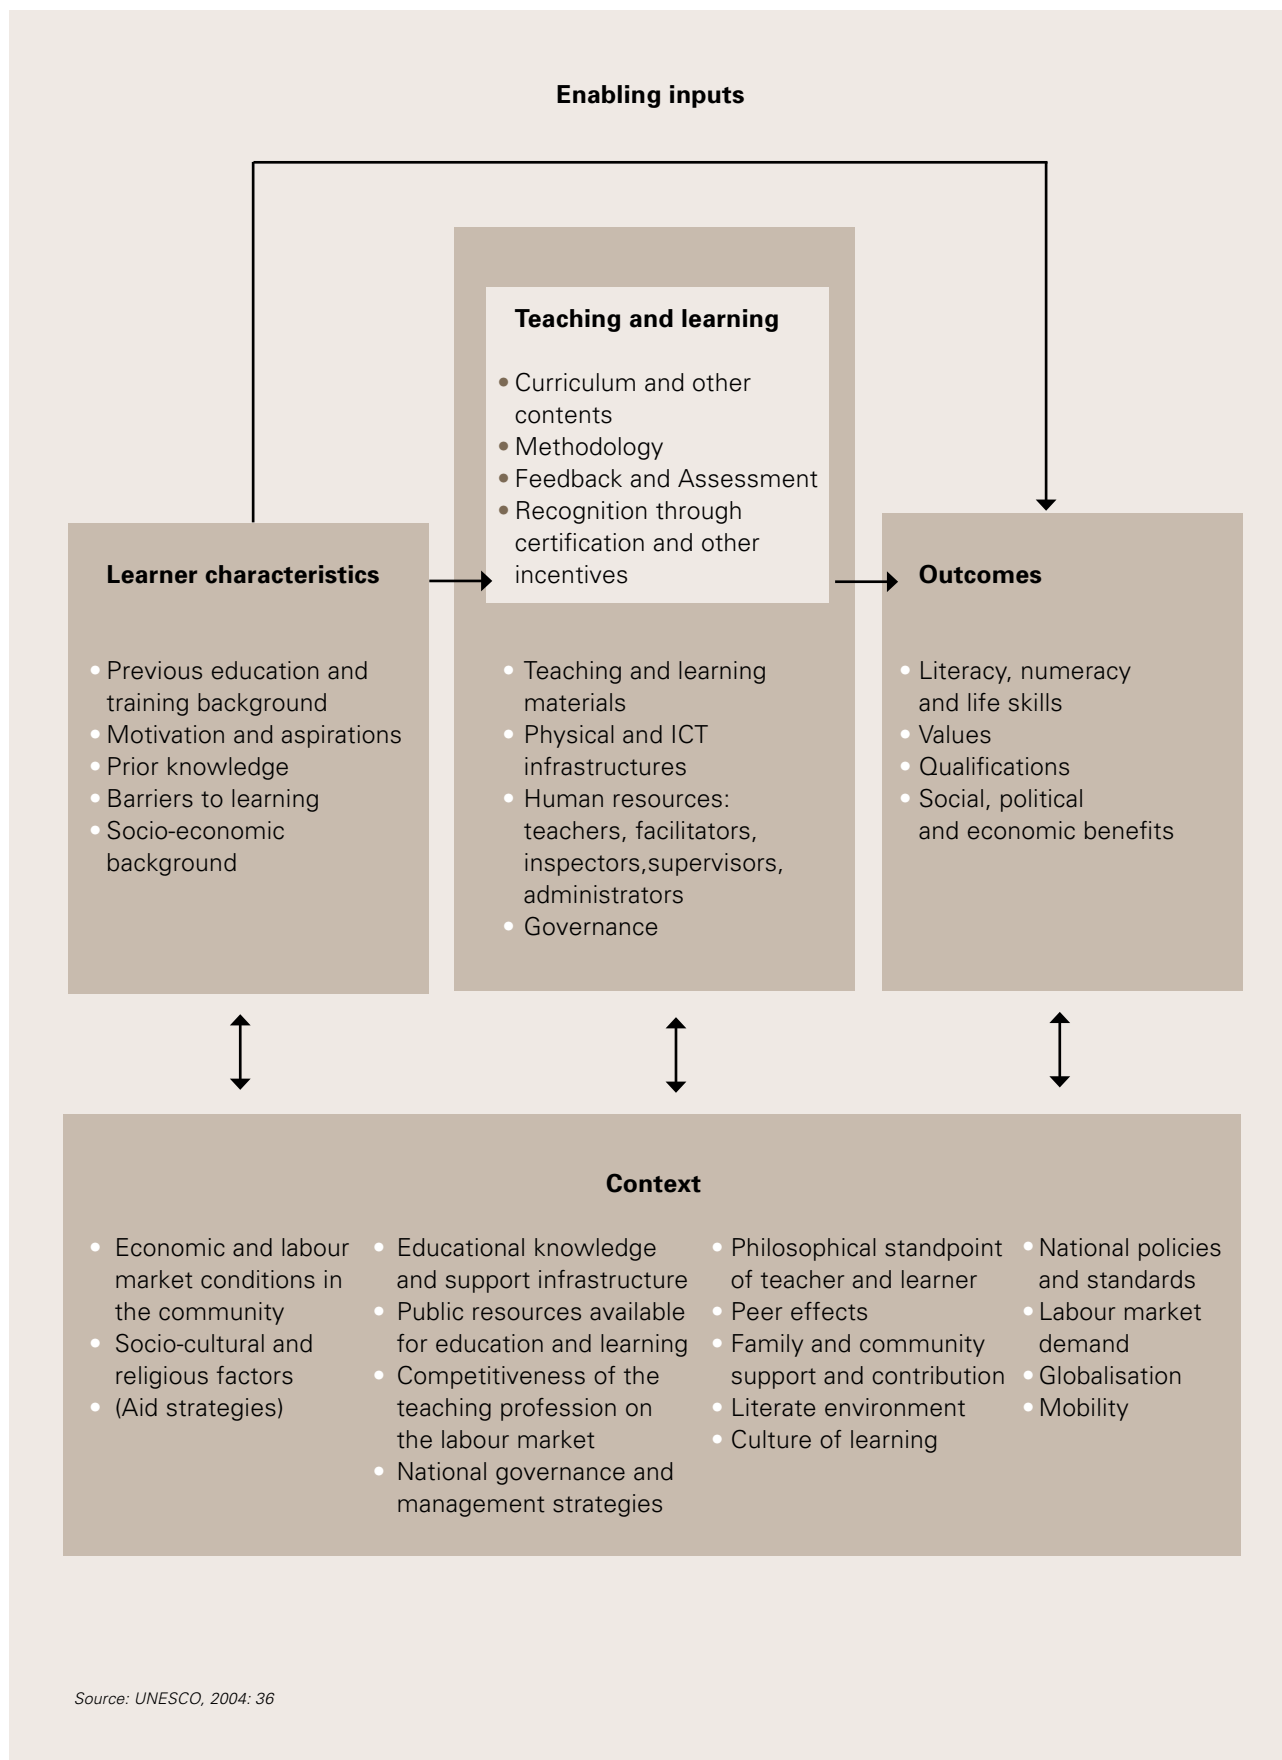 Enabling inputs
Teaching and learning
• Curriculum and other
contents
• Methodology
• Feedback and Assessment
• Recognition through
certification and other
incentives
Learner characteristics
• Previous education and
training background
• Motivation and aspirations
• Prior knowledge
• Barriers to learning
• Socio-economic
background
• Teaching and learning
materials
• Physical and ICT
infrastructures
• Human resources:
teachers, facilitators,
inspectors,supervisors,
administrators
• Governance
Outcomes
• Literacy, numeracy
and life skills
• Values
• Qualifications
• Social, political
and economic benefits
Context
• Economic and labour
market conditions in
the community
• Socio-cultural and
religious factors
• (Aid strategies)
• Educational knowledge
and support infrastructure
• Public resources available
for education and learning
• Competitiveness of the
teaching profession on
the labour market
• National governance and
management strategies
• Philosophical standpoint
of teacher and learner
• Peer effects
• Family and community
support and contribution
• Literate environment
• Culture of learning
• National policies
and standards
• Labour market
demand
• Globalisation
• Mobility
Source: UNESCO, 2004: 36